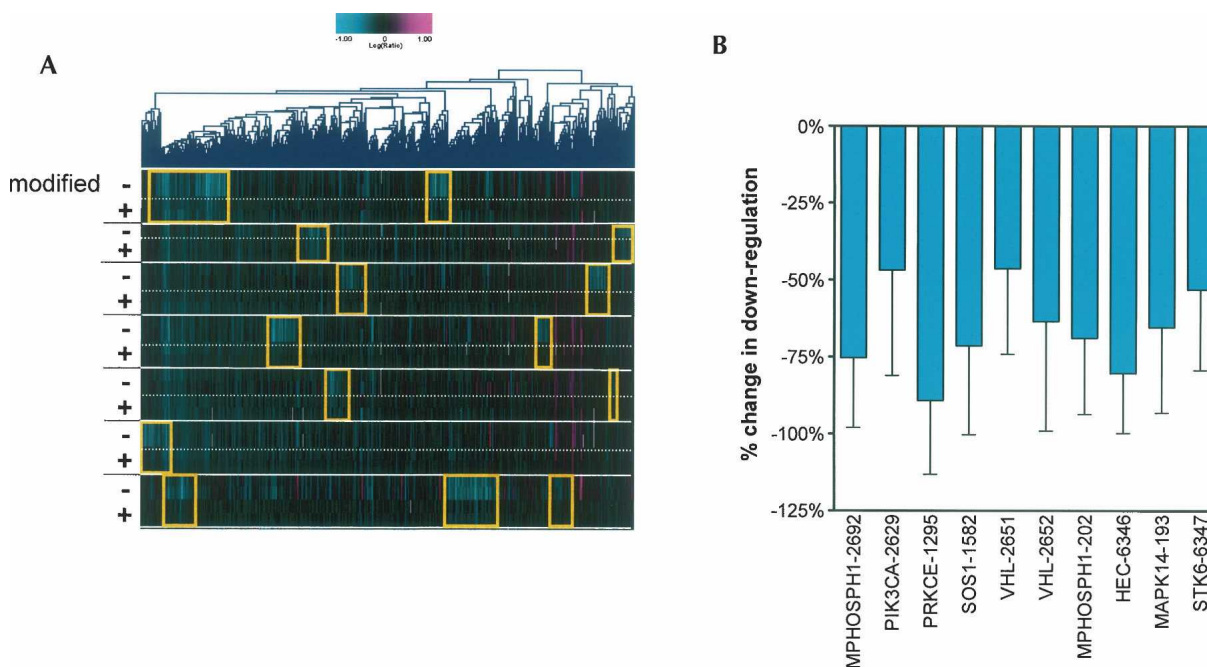 -1.00 0 1.00
Log(Ratio)
A
B
modified
-
+
-
+
-
+
-
+
-
+
-
+
-
+
% change in down-regulation
0%
-25%
-50%
-75%
-100%
-125%
MPHOSPH1-2692
PIK3CA-2629
PRKCE-1295
SOS1-1582
VHL-2651
VHL-2652
MPHOSPH1-202
HEC-6346
MAPK14-193
STK6-6347